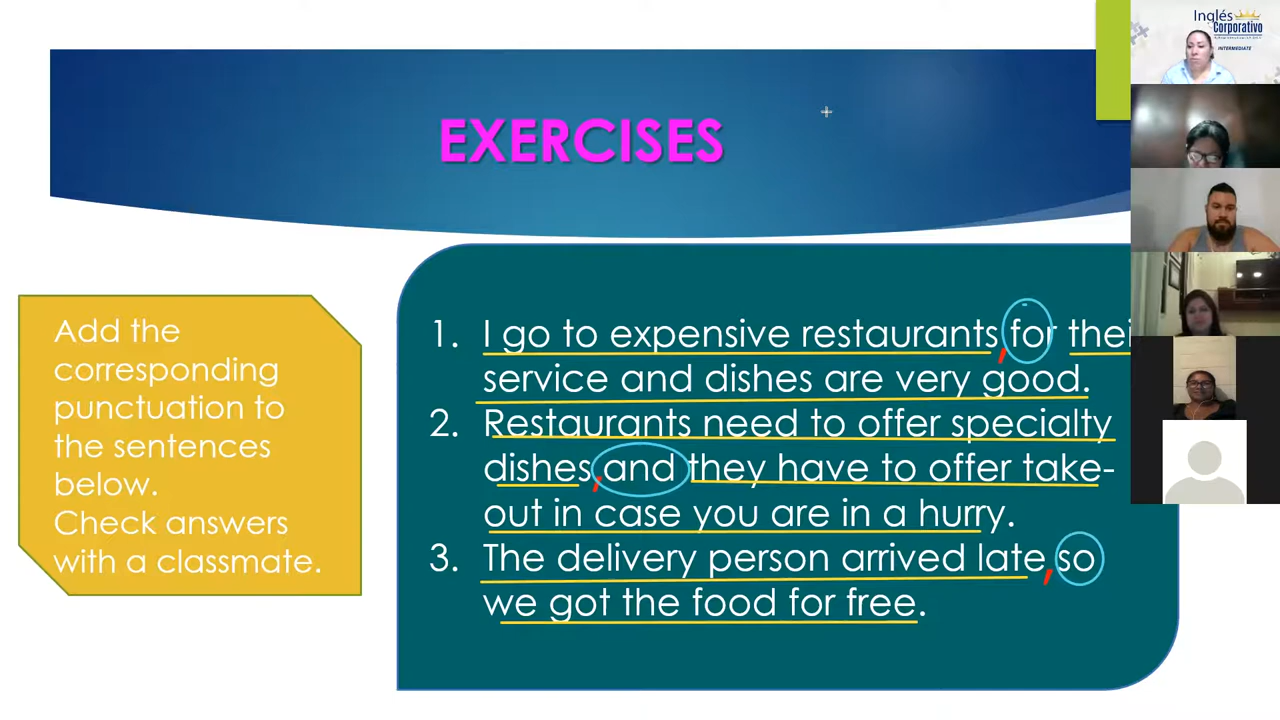 EXERCISES
Add the
corresponding
punctuation to
the sentences
below.
Check answers
with a classmate.
1. I go to expensive restaurants, for thei
service and dishes are very good.
2. Restaurants need to offer specialty
dishes, and they have to offer take-
out in case you are in a hurry.
3. The delivery person arrived late, so
we got the food for free.
Inglés
Corporativo
INTERMEDIATE